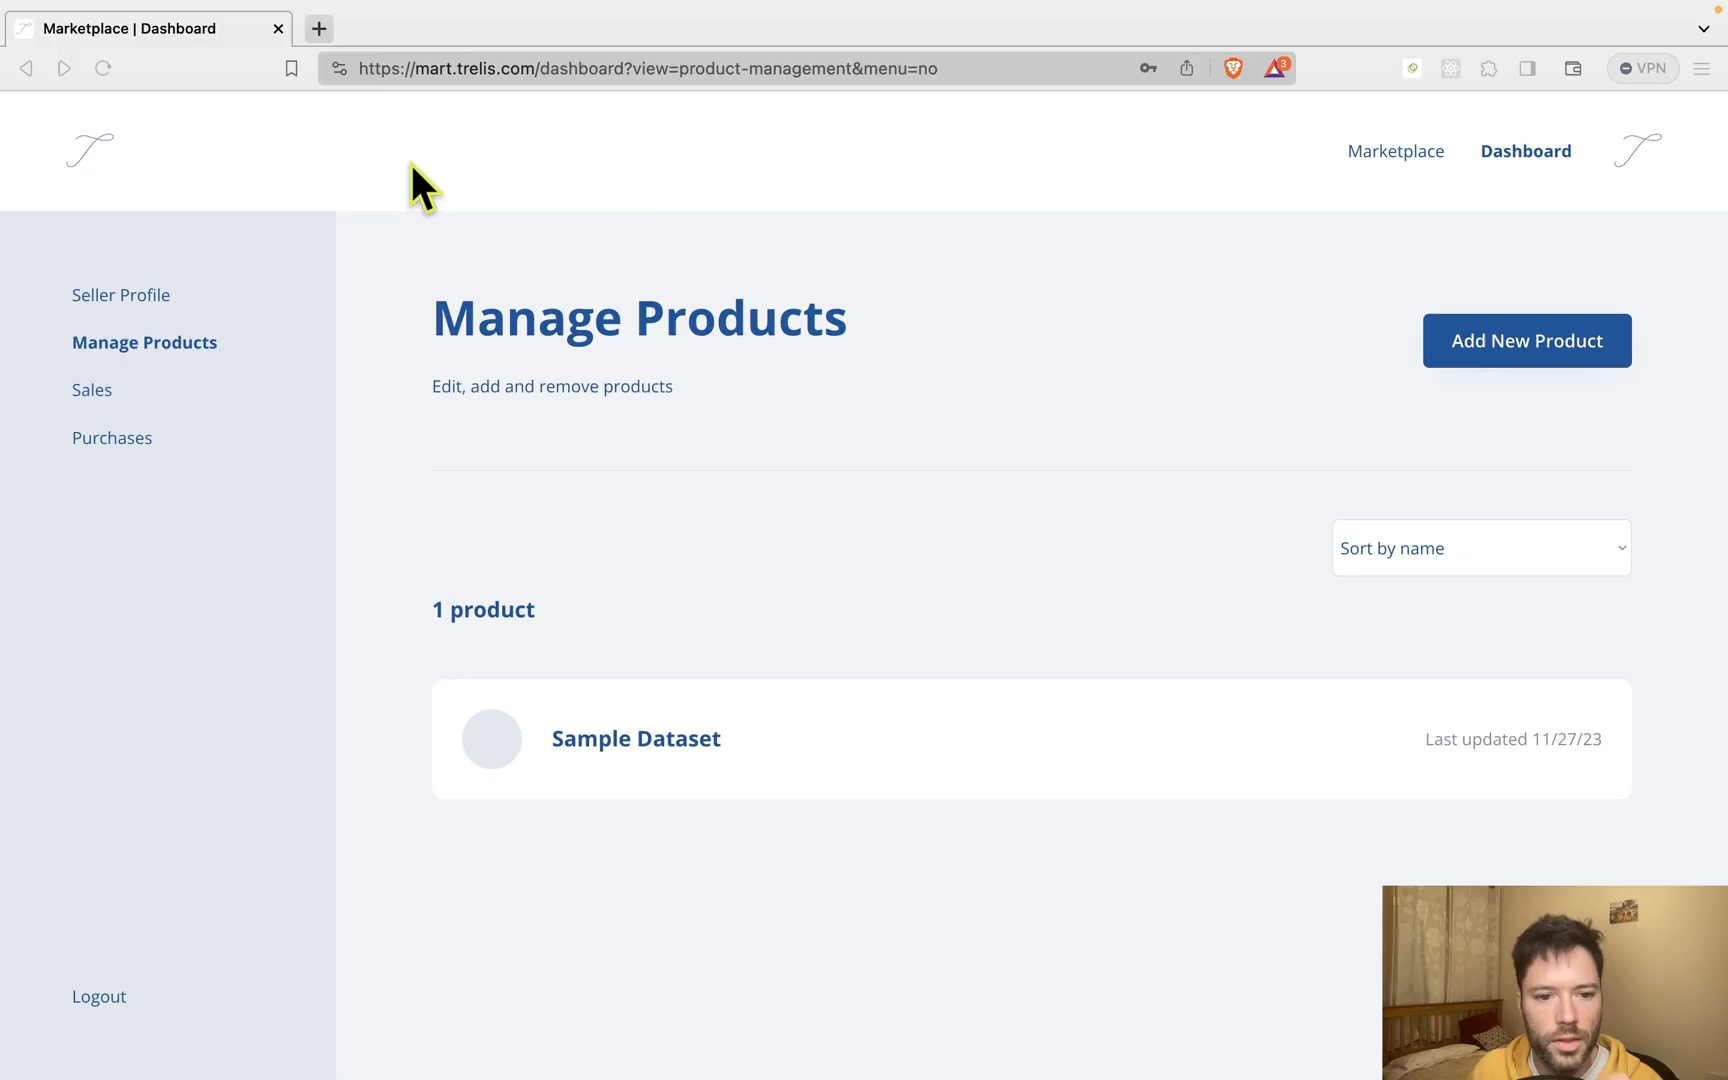 Marketplace | Dashboard
https://mart.trelis.com/dashboard?view=product-management&menu=no
3
VPN
Marketplace
Dashboard
Seller Profile
Manage Products
Sales
Purchases
Logout
Manage Products
Edit, add and remove products
Add New Product
Sort by name
1 product
Sample Dataset
Last updated 11/27/23